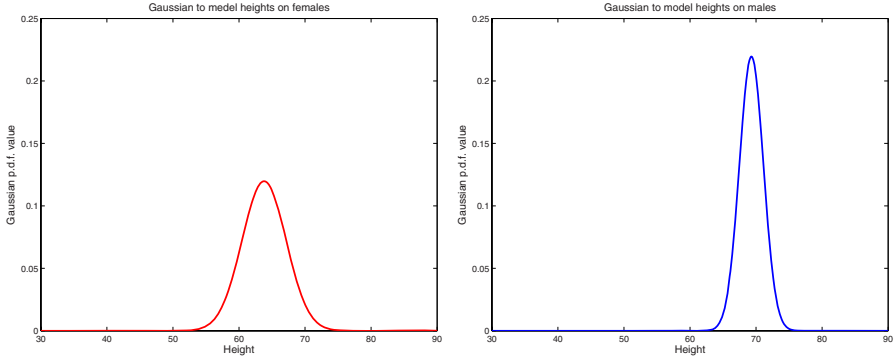 Gaussian to medel heights on females
0.25
0.2
0.15
0.1
0.05
0
Gaussian p.d.f. value
30 40 50 60 70 80 90
Height
Gaussian to model heights on males
0.25
0.2
0.15
0.1
0.05
0
Gaussian p.d.f. value
30 40 50 60 70 80 90
Height